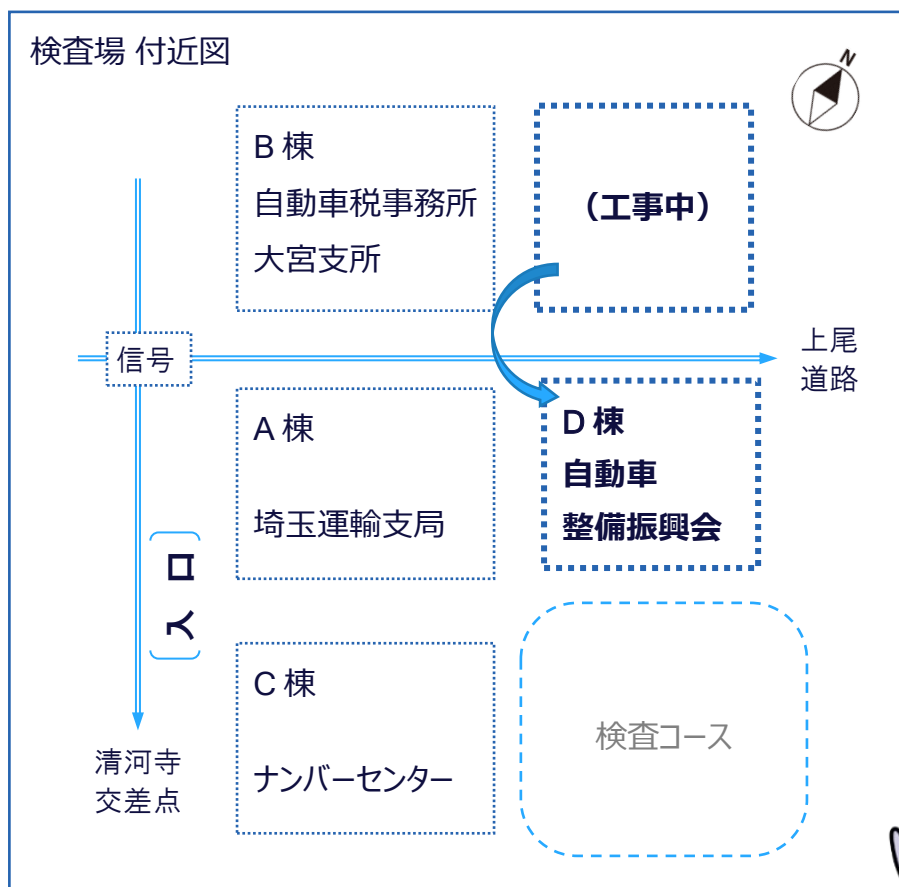 検査場 付近図
N
B 棟
自動車税事務所
大宮支所
（工事中）
信号
上尾
道路
A 棟
埼玉運輸支局
D 棟
自動車
整備振興会
入口
C 棟
ナンバーセンター
検査コース
清河寺
交差点